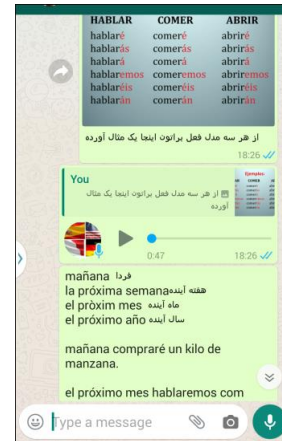 HABLAR COMER ABRIR
hablaré comeré abriré
hablarás comerás abrirás
hablará comerá abrirá
hablaremos comeremos abriremos
hablaréis comeréis abriréis
hablarán comerán abrirán
از هر سه مدل فعل براتون اینجا یک مثال آورده
18:26
You
از هر سه مدل فعل براتون اینجا یک مثال
آورده
Ejemplos:
0:47 18:26
mañana فردا
la próxima semana هفته آینده
el pròxim mes ماه آینده
el próximo año سال آینده
mañana compraré un kilo de
manzana.
el próximo mes hablaremos com
Type a message